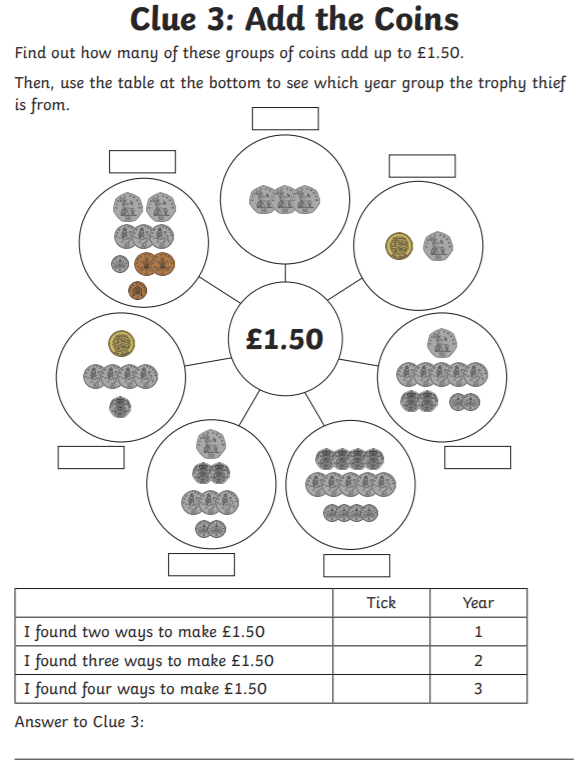 Clue 3: Add the Coins
Find out how many of these groups of coins add up to £1.50.
Then, use the table at the bottom to see which year group the trophy thief
is from.
£1.50
Tick Year
I found two ways to make £1.50 1
I found three ways to make £1.50 2
I found four ways to make £1.50 3
Answer to Clue 3: